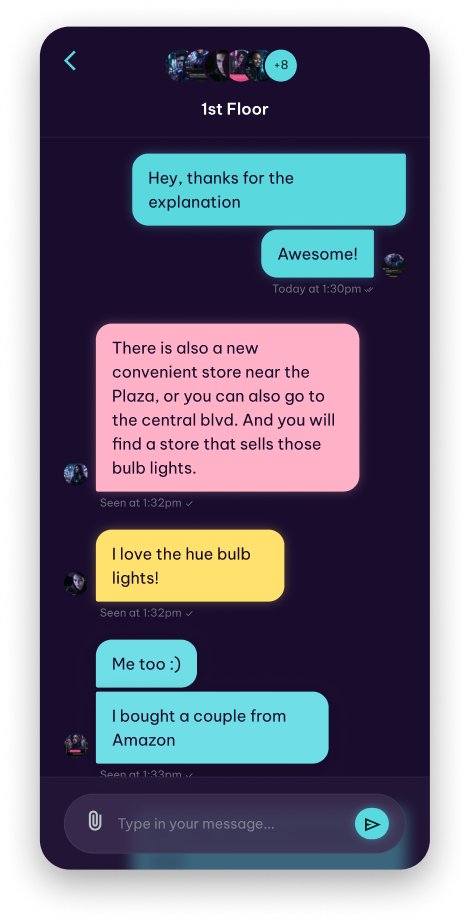 +8
1st Floor
Hey, thanks for the
explanation
Awesome!
Today at 1:30pm
There is also a new
convenient store near the
Plaza, or you can also go to
the central blvd. And you will
find a store that sells those
bulb lights.
Seen at 1:32pm
I love the hue bulb
lights!
Seen at 1:32pm
Me too :)
I bought a couple from
Amazon
Seen at 1:33pm
Type in your message...